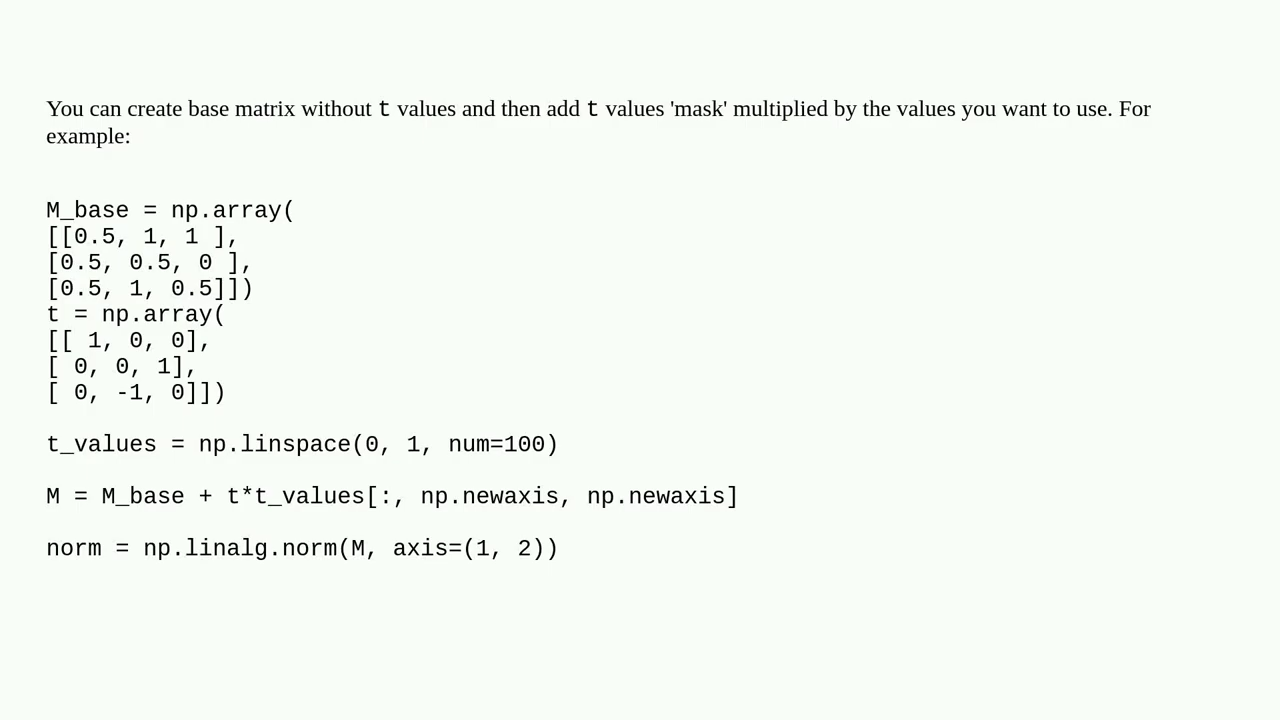 You can create base matrix without t values and then add t values 'mask' multiplied by the values you want to use. For
example:
M_base = np.array(
[[0.5, 1, 1 ],
[0.5, 0.5, 0 ],
[0.5, 1, 0.5]])
t = np.array(
[[ 1, 0, 0],
[ 0, 0, 1],
[ 0, -1, 0]])
t_values = np.linspace(0, 1, num=100)
M = M_base + t*t_values[:, np.newaxis, np.newaxis]
norm = np.linalg.norm(M, axis=(1, 2))